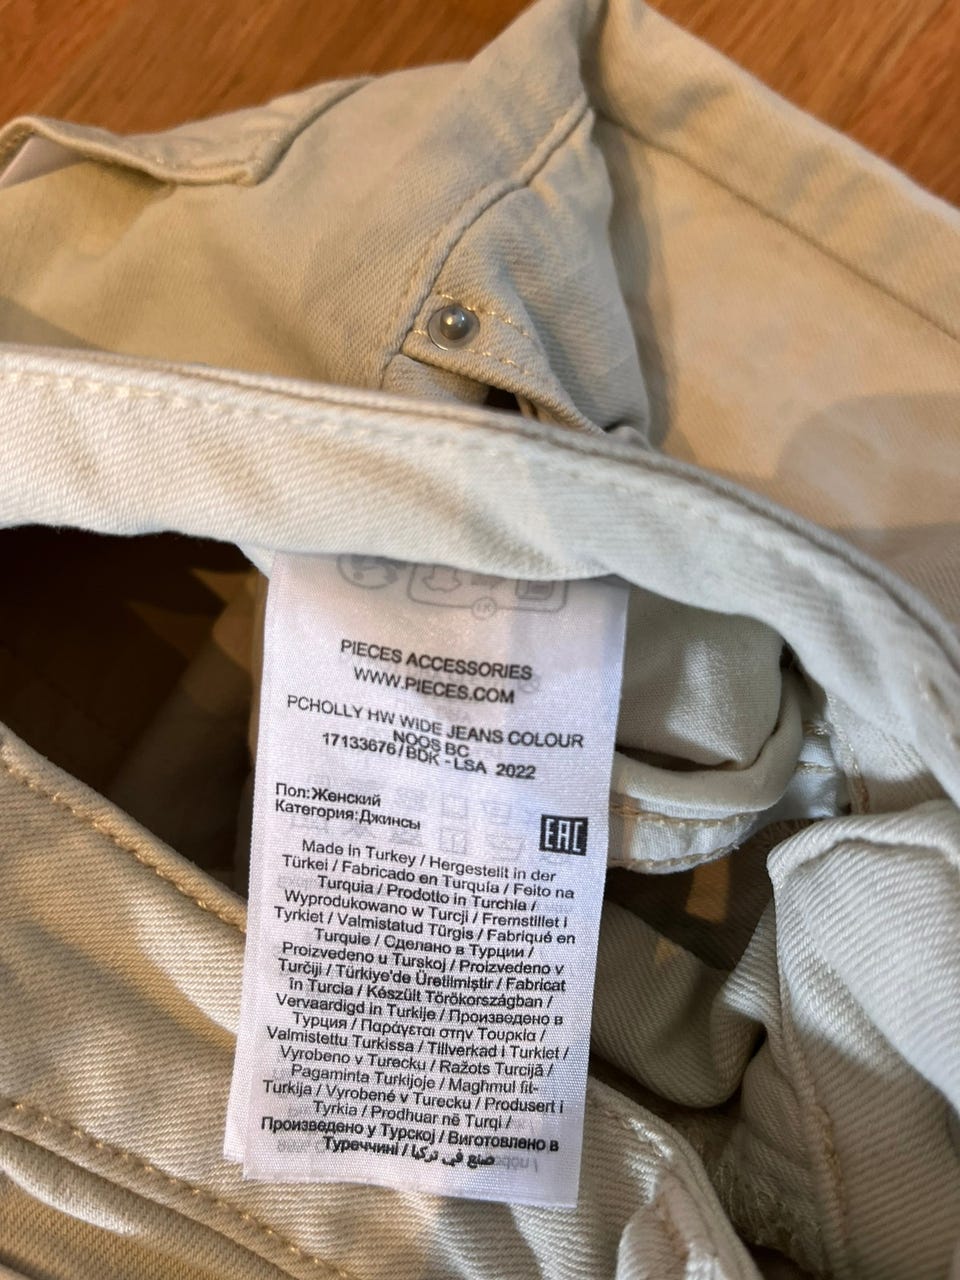 PIECES ACCESSORIES
WWW.PIECES.COM
PCHOLLY HW WIDE JEANS COLOUR
NOOS BC
17133676/BDK - LSA 2022
Пол:Женский
Категория:Джинсы
EAC
Made in Turkey / Hergestellt in der
Türkei / Fabricado en Turquía / Feito na
Turquia / Prodotto in Turchia /
Wyprodukowano w Turcji / Fremstillet i
Tyrkiet / Valmistatud Türgis / Fabriqué en
Turquie / Сделано в Турции /
Proizvedeno u Turskoj / Proizvedeno v
Turčiji / Türkiye'de Üretilmiştir / Fabricat
în Turcia / Készült Törökországban /
Vervaardigd in Turkije / Произведено в
Турция / Παράγεται στην Τουρκία /
Valmistettu Turkissa / Tillverkad i Turkiet /
Vyrobeno v Turecku / Ražots Turcijā /
Pagaminta Turkijoje / Maghmul fit-
Turkija / Vyrobené v Turecku / Produsert i
Tyrkia / Prodhuar në Turqi /
Произведено у Турској / Виготовлено в
Туреччині / صنع في تركيا